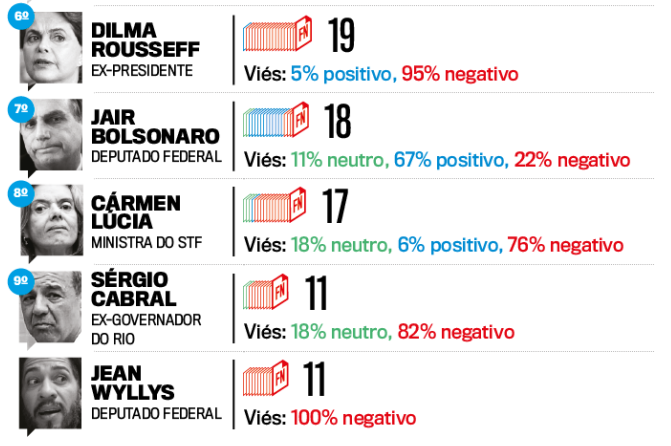 6º
DILMA
ROUSSEFF
EX-PRESIDENTE
FN
19
Viés: 5% positivo, 95% negativo
7º
JAIR
BOLSONARO
DEPUTADO FEDERAL
FN
18
Viés: 11% neutro, 67% positivo, 22% negativo
8º
CÁRMEN
LÚCIA
MINISTRA DO STF
FN
17
Viés: 18% neutro, 6% positivo, 76% negativo
9º
SÉRGIO
CABRAL
EX-GOVERNADOR
DO RIO
FN
11
Viés: 18% neutro, 82% negativo
JEAN
WYLLYS
DEPUTADO FEDERAL
FN
11
Viés: 100% negativo